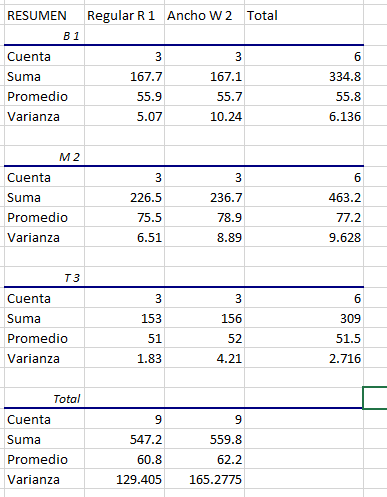 RESUMEN Regular R 1 Ancho W 2 Total
B 1
Cuenta 3 3 6
Suma 167.7 167.1 334.8
Promedio 55.9 55.7 55.8
Varianza 5.07 10.24 6.136
M 2
Cuenta 3 3 6
Suma 226.5 236.7 463.2
Promedio 75.5 78.9 77.2
Varianza 6.51 8.89 9.628
T 3
Cuenta 3 3 6
Suma 153 156 309
Promedio 51 52 51.5
Varianza 1.83 4.21 2.716
Total
Cuenta 9 9
Suma 547.2 559.8
Promedio 60.8 62.2
Varianza 129.405 165.2775